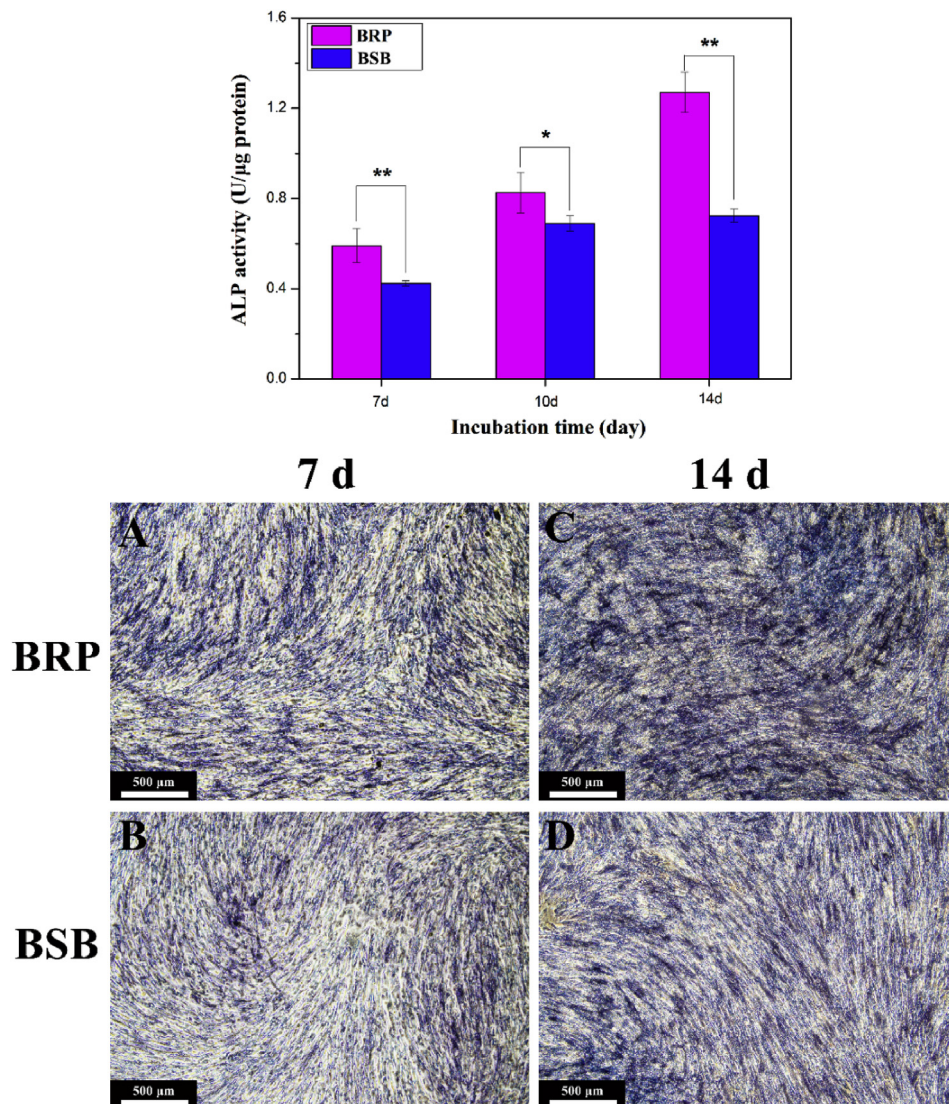 BRP
BSB
ALP activity (U/μg protein)
1.6
1.2
0.8
0.4
0.0
**
*
**
7d
10d
14d
Incubation time (day)
7 d
14 d
BRP
A
500 μm
C
500 μm
BSB
B
500 μm
D
500 μm